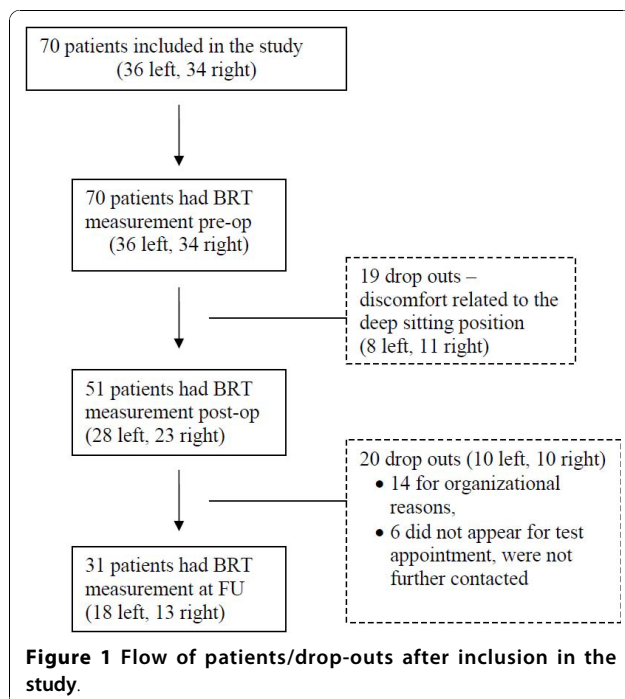 70 patients included in the study
(36 left, 34 right)
70 patients had BRT
measurement pre-op
(36 left, 34 right)
19 drop outs –
discomfort related to the
deep sitting position
(8 left, 11 right)
51 patients had BRT
measurement post-op
(28 left, 23 right)
20 drop outs (10 left, 10 right)
• 14 for organizational
reasons,
• 6 did not appear for test
appointment, were not
further contacted
31 patients had BRT
measurement at FU
(18 left, 13 right)
Figure 1 Flow of patients/drop-outs after inclusion in the
study.